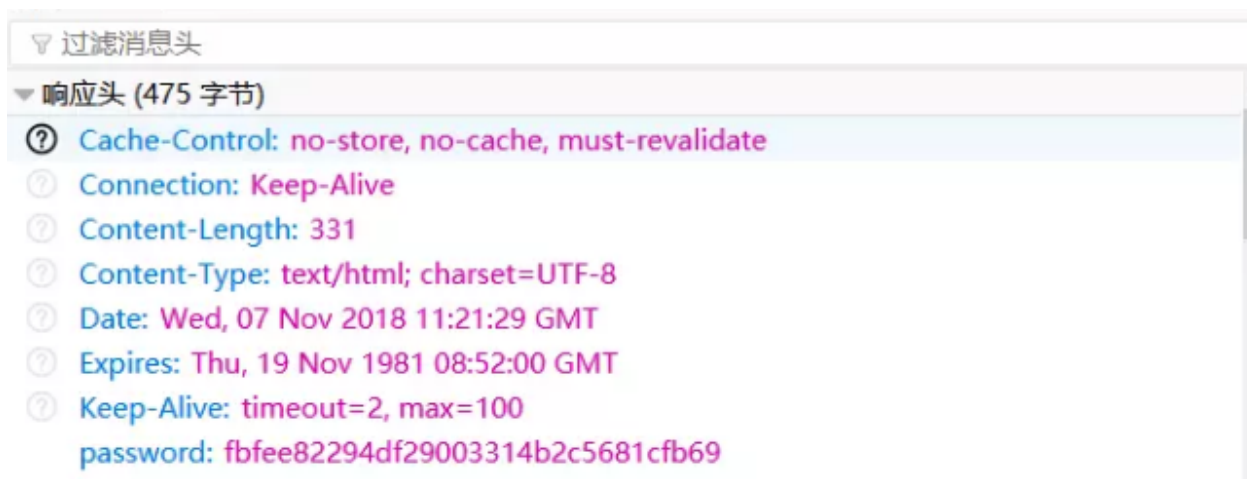 过滤消息头
响应头 (475 字节)
Cache-Control: no-store, no-cache, must-revalidate
Connection: Keep-Alive
Content-Length: 331
Content-Type: text/html; charset=UTF-8
Date: Wed, 07 Nov 2018 11:21:29 GMT
Expires: Thu, 19 Nov 1981 08:52:00 GMT
Keep-Alive: timeout=2, max=100
password: fbfee82294df29003314b2c5681cfb69